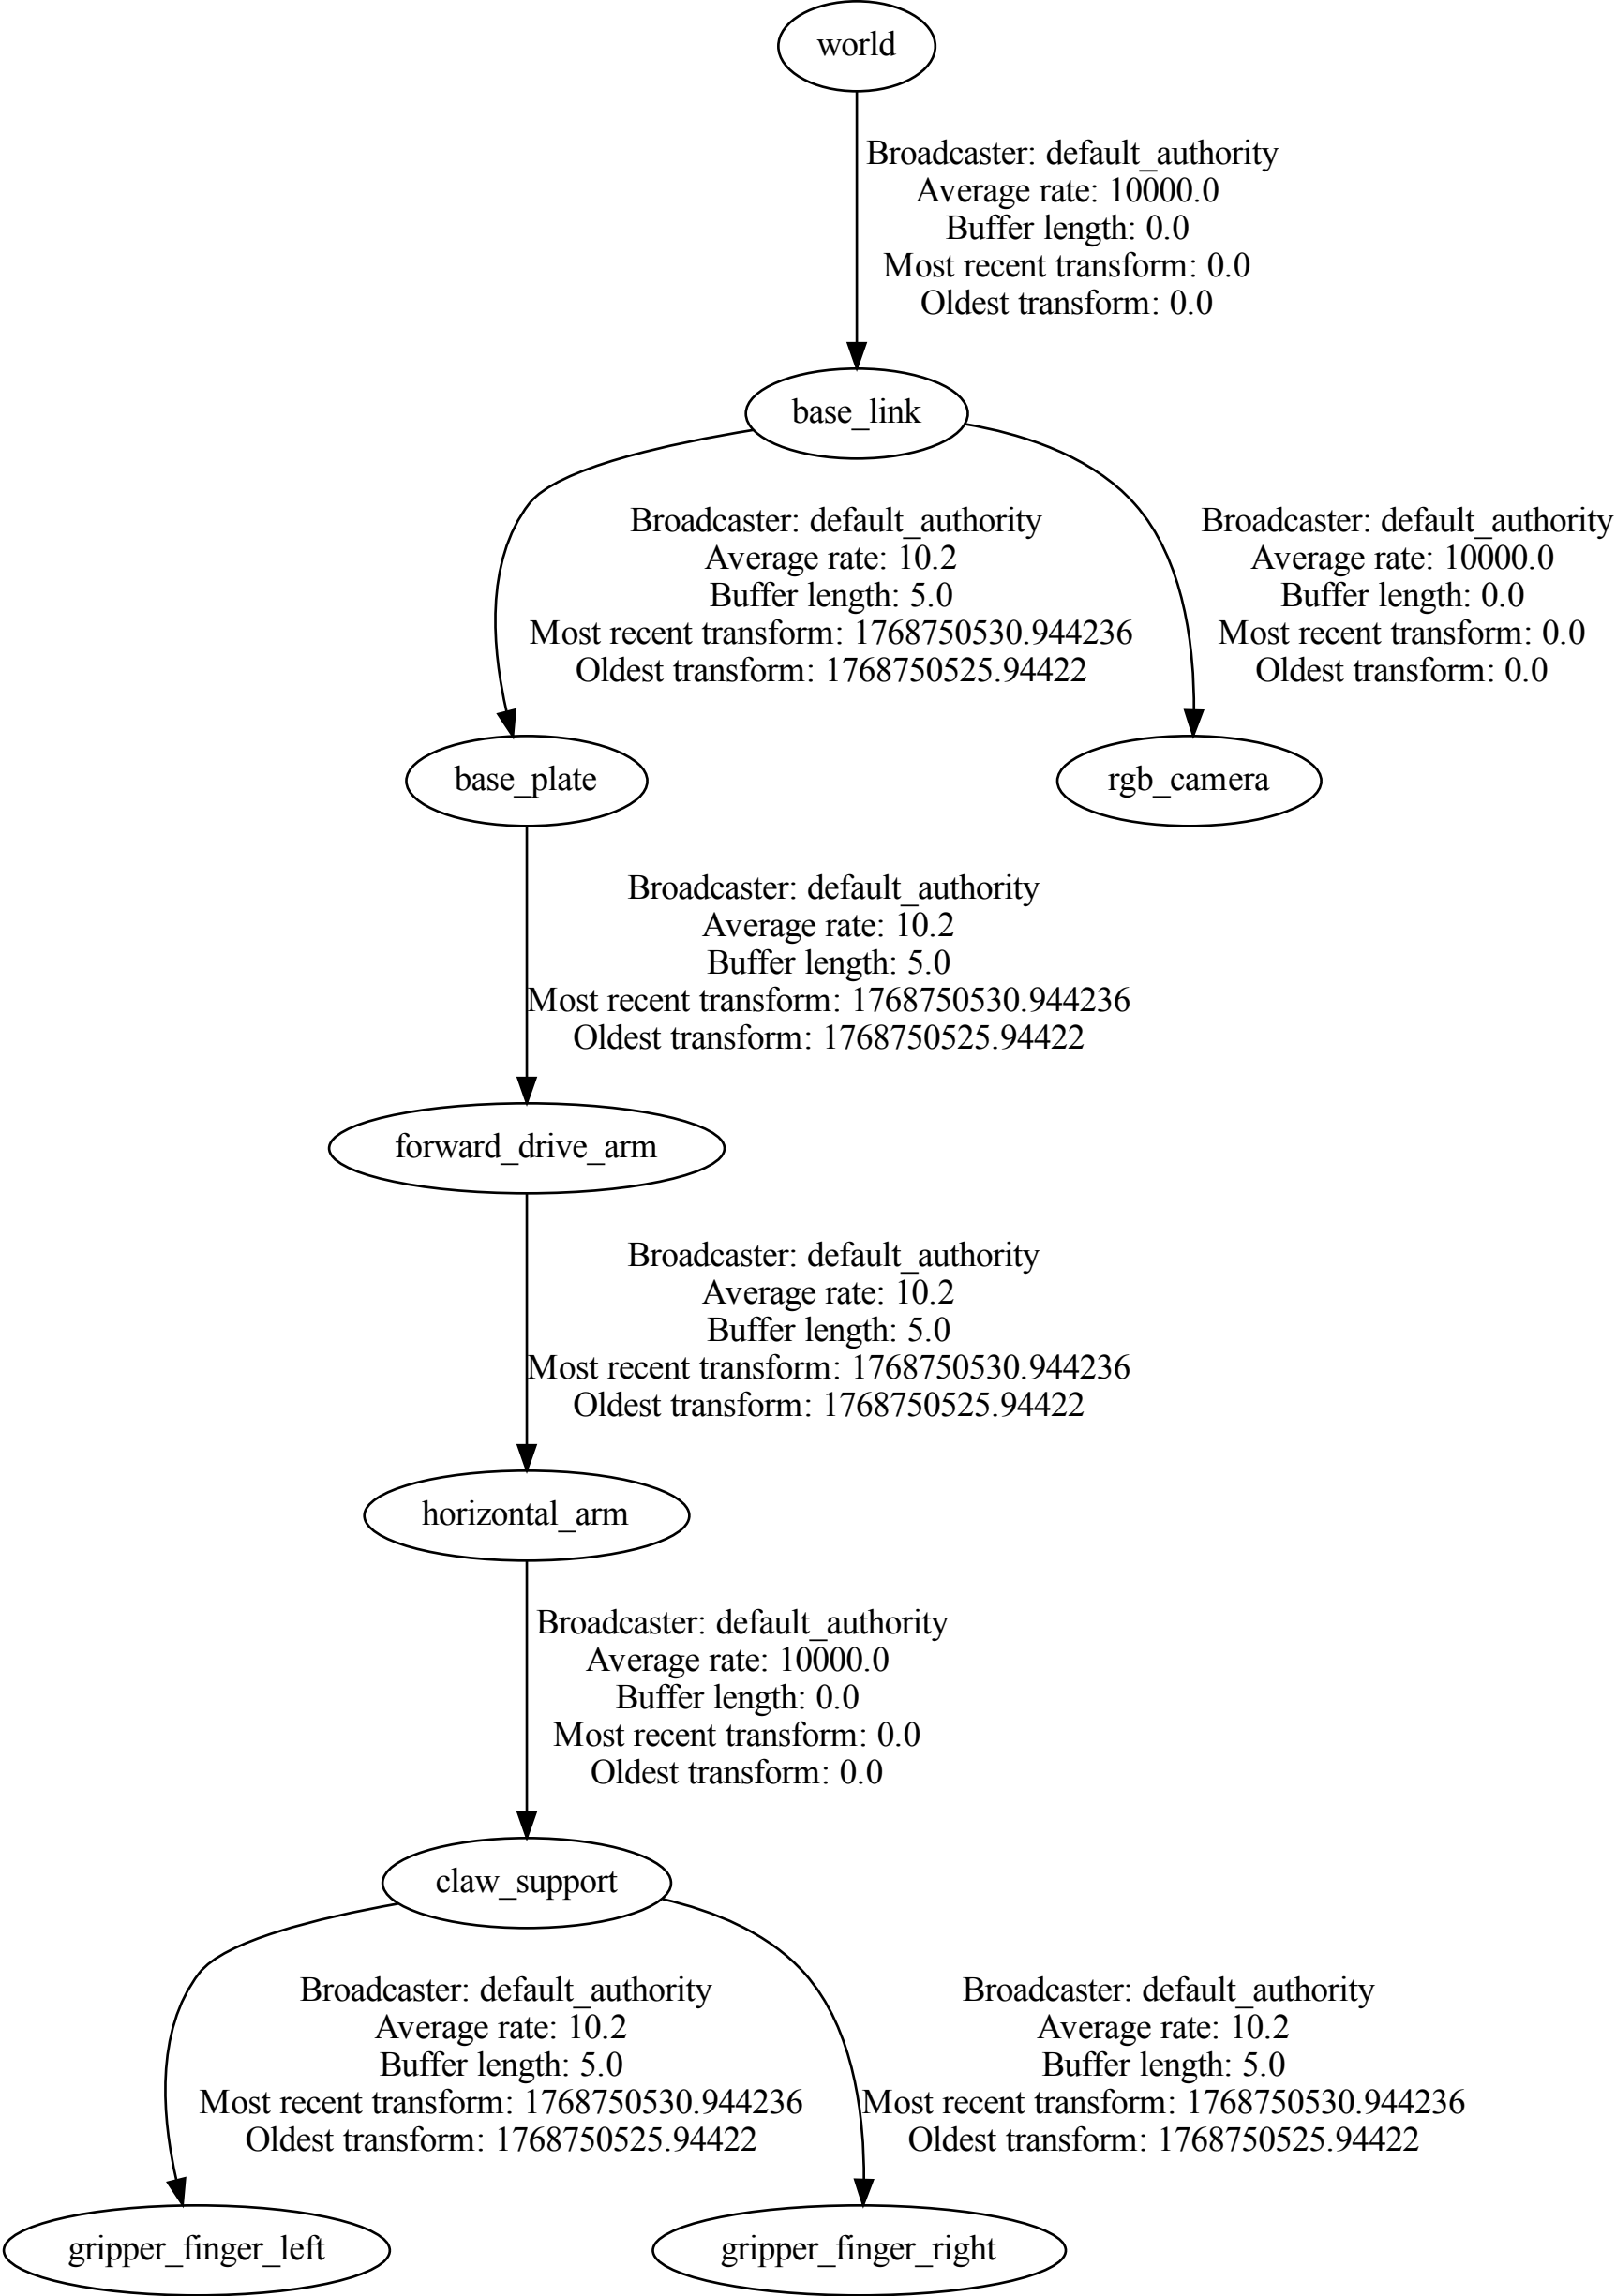 world
Broadcaster: default_authority
Average rate: 10000.0
Buffer length: 0.0
Most recent transform: 0.0
Oldest transform: 0.0
base_link
Broadcaster: default_authority
Average rate: 10.2
Buffer length: 5.0
Most recent transform: 1768750530.944236
Oldest transform: 1768750525.94422
Broadcaster: default_authority
Average rate: 10000.0
Buffer length: 0.0
Most recent transform: 0.0
Oldest transform: 0.0
base_plate
rgb_camera
Broadcaster: default_authority
Average rate: 10.2
Buffer length: 5.0
Most recent transform: 1768750530.944236
Oldest transform: 1768750525.94422
forward_drive_arm
Broadcaster: default_authority
Average rate: 10.2
Buffer length: 5.0
Most recent transform: 1768750530.944236
Oldest transform: 1768750525.94422
horizontal_arm
Broadcaster: default_authority
Average rate: 10000.0
Buffer length: 0.0
Most recent transform: 0.0
Oldest transform: 0.0
claw_support
Broadcaster: default_authority
Average rate: 10.2
Buffer length: 5.0
Most recent transform: 1768750530.944236
Oldest transform: 1768750525.94422
Broadcaster: default_authority
Average rate: 10.2
Buffer length: 5.0
Most recent transform: 1768750530.944236
Oldest transform: 1768750525.94422
gripper_finger_left
gripper_finger_right